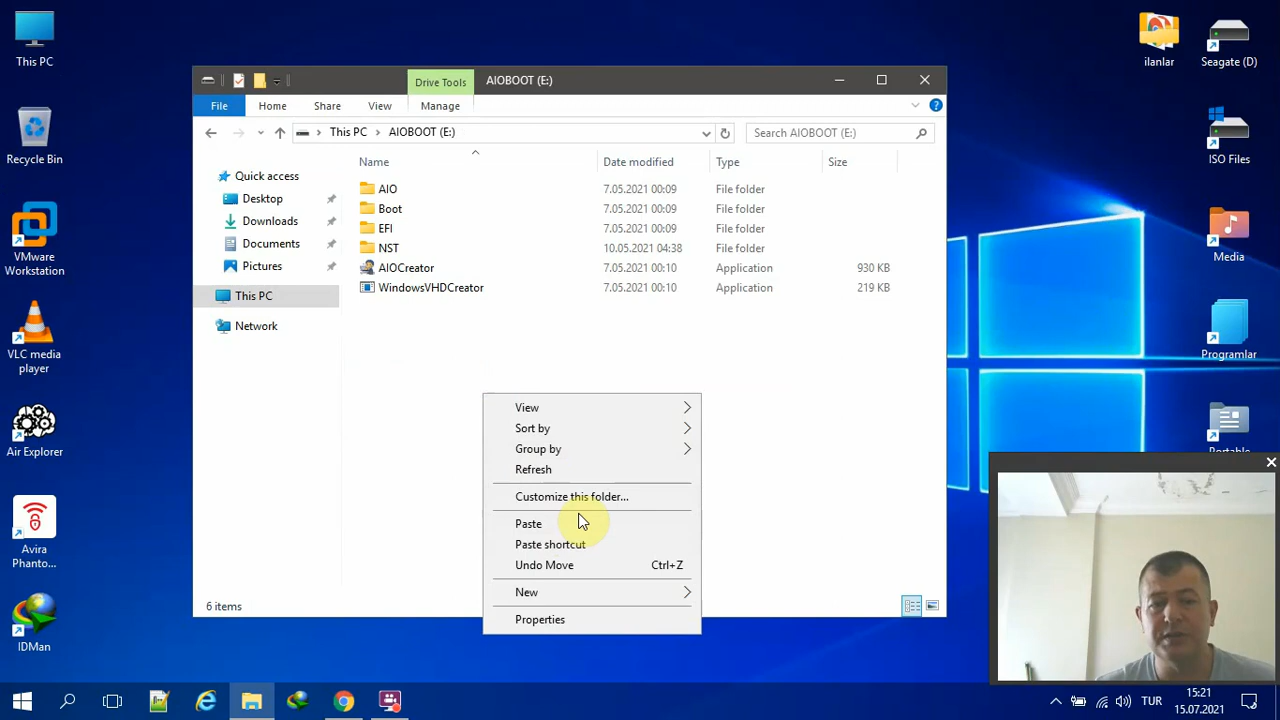 This PC
Recycle Bin
VMware
Workstation
VLC media
player
Air Explorer
Avira
Phanto...
IDMan
ilanlar
Seagate (D)
ISO Files
Media
Programlar
Portable
Drive Tools
AIOBOOT (E:)
File
Home
Share
View
Manage
This PC
AIOBOOT (E:)
Search AIOBOOT (E:)
Name
Date modified
Type
Size
Quick access
Desktop
Downloads
Documents
Pictures
This PC
Network
AIO 7.05.2021 00:09 File folder
Boot 7.05.2021 00:09 File folder
EFI 7.05.2021 00:09 File folder
NST 10.05.2021 04:38 File folder
AIOCreator 7.05.2021 00:10 Application 930 KB
WindowsVHDCreator 7.05.2021 00:10 Application 219 KB
View
Sort by
Group by
Refresh
Customize this folder...
Paste
Paste shortcut
Undo Move Ctrl+Z
New
Properties
6 items
TUR
15:21
15.07.2021